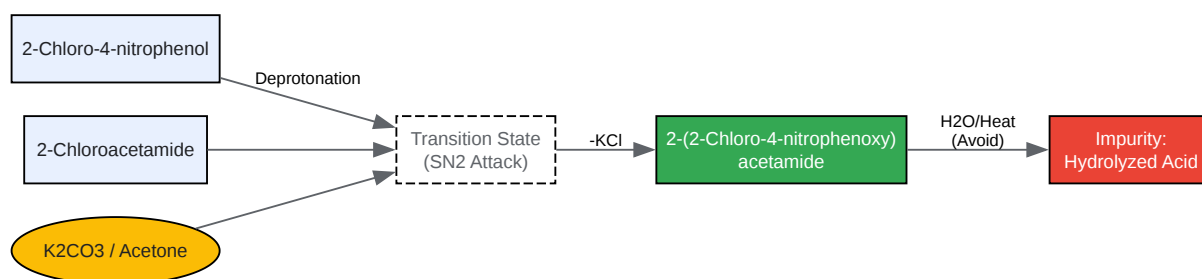 2-Chloro-4-nitrophenol
Deprotonation
2-Chloroacetamide
K2CO3 / Acetone
Transition State
(SN2 Attack)
-KCl
2-(2-Chloro-4-nitrophenoxy)
acetamide
H2O/Heat
(Avoid)
Impurity:
Hydrolyzed Acid